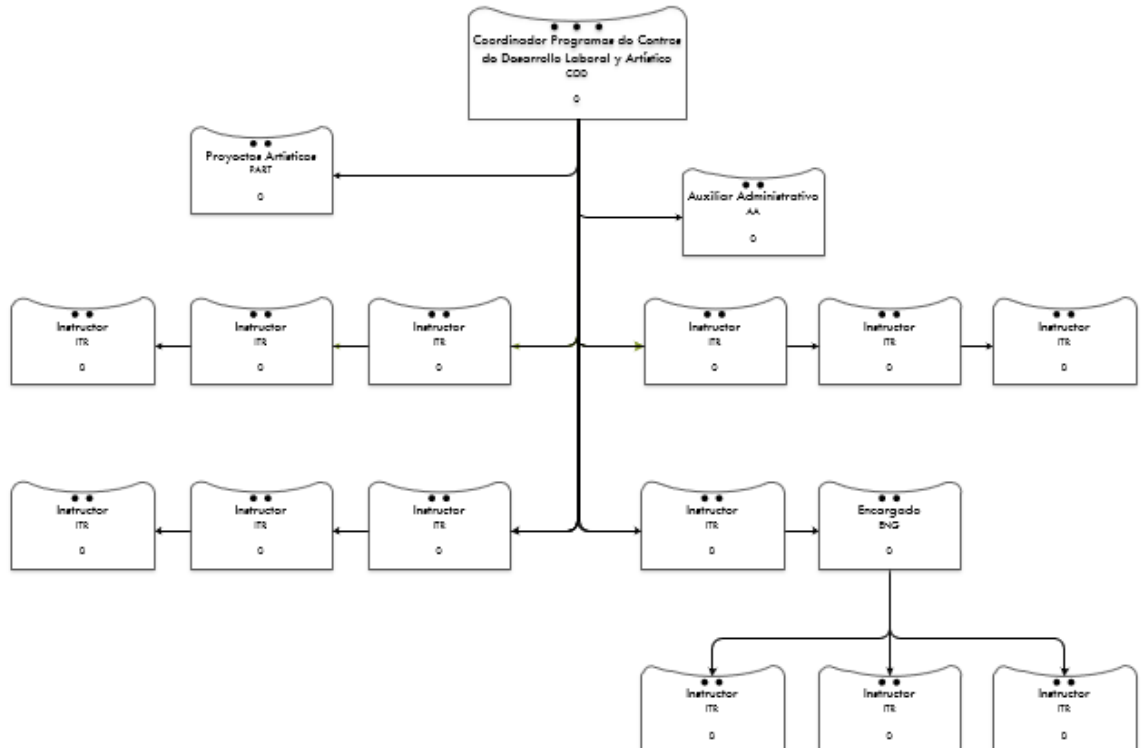 Coordinador Programas de Centros
de Desarrollo Laboral y Artístico
COD
0
Proyectos Artísticos
PART
0
Auxiliar Administrativo
AA
0
Instructor
ITR
0
Instructor
ITR
0
Instructor
ITR
0
Instructor
ITR
0
Instructor
ITR
0
Instructor
ITR
0
Instructor
ITR
0
Instructor
ITR
0
Instructor
ITR
0
Instructor
ITR
0
Encargado
ENG
0
Instructor
ITR
0
Instructor
ITR
0
Instructor
ITR
0